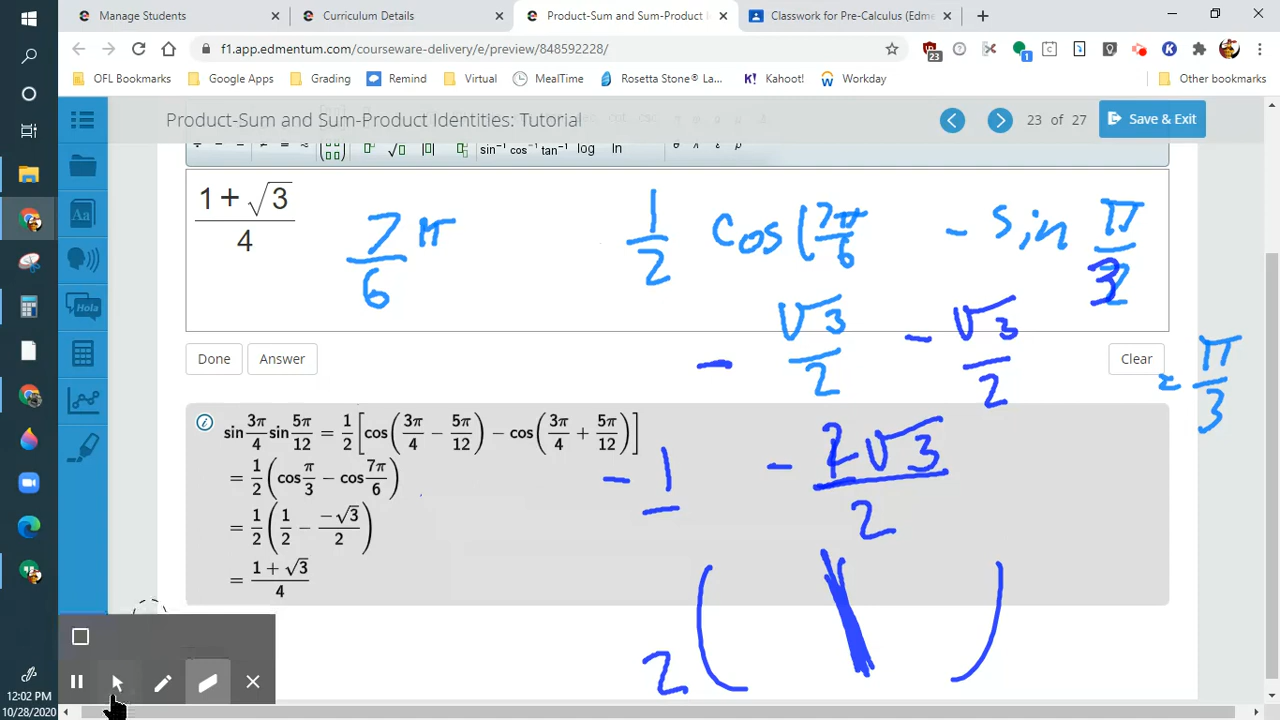 Manage Students
Curriculum Details
Product-Sum and Sum-Product I
Classwork for Pre-Calculus (Edme
f1.app.edmentum.com/courseware-delivery/e/preview/848592228/
23
1
K
OFL Bookmarks
Google Apps
Grading
Remind
Virtual
MealTime
Rosetta Stone® La...
K! Kahoot!
Workday
Other bookmarks
Product-Sum and Sum-Product Identities: Tutorial
23 of 27
Save & Exit
sin⁻¹ cos⁻¹ tan⁻¹ log ln
(1 + √3)/4
7/6 π
1/2 cos(7π/6 - sin π/3
- √3/2 - √3/2
= π/3
Done
Answer
Clear
sin 3π/4 sin 5π/12 = 1/2 [cos(3π/4 − 5π/12) − cos(3π/4 + 5π/12)]
= 1/2 (cos π/3 − cos 7π/6)
= 1/2 (1/2 − −√3/2)
= (1 + √3)/4
- 1 - 2√3/2
2 ( )
Aa
Hola
12:02 PM
10/28/2020